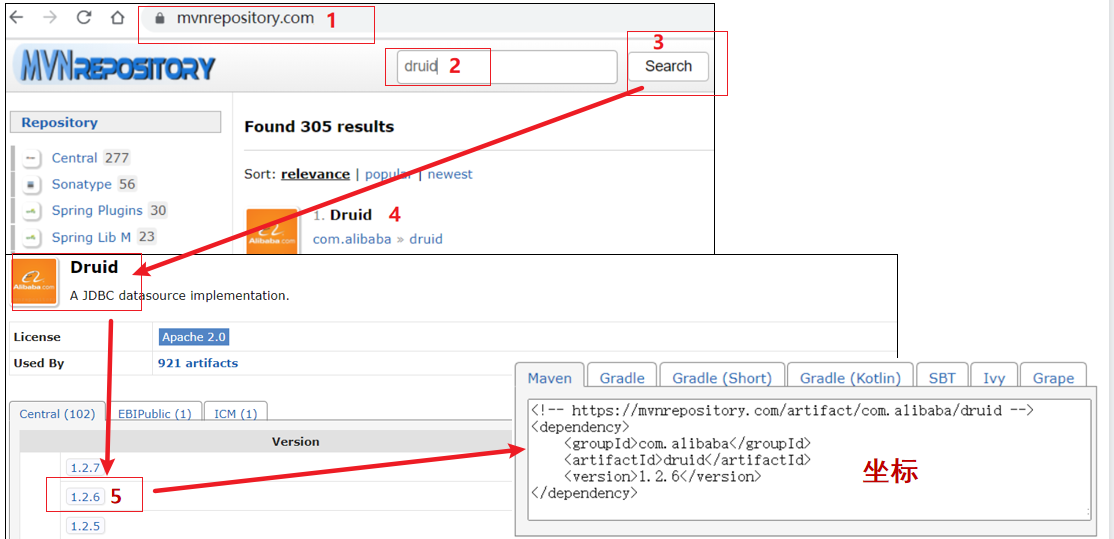 mvnrepository.com 1
MVNREPOSITORY
druid 2
3
Search
Repository
Central 277
Sonatype 56
Spring Plugins 30
Spring Lib M 23
Found 305 results
Sort: relevance | popular | newest
1. Druid 4
com.alibaba » druid
Alibaba.com
Alibaba.com
Druid
A JDBC datasource implementation.
License Apache 2.0
Used By 921 artifacts
Central (102) EBIPublic (1) ICM (1)
Version
1.2.7
1.2.6 5
1.2.5
Maven Gradle Gradle (Short) Gradle (Kotlin) SBT Ivy Grape
<!-- https://mvnrepository.com/artifact/com.alibaba/druid -->
<dependency>
    <groupId>com.alibaba</groupId>
    <artifactId>druid</artifactId>
    <version>1.2.6</version>
</dependency>
坐标